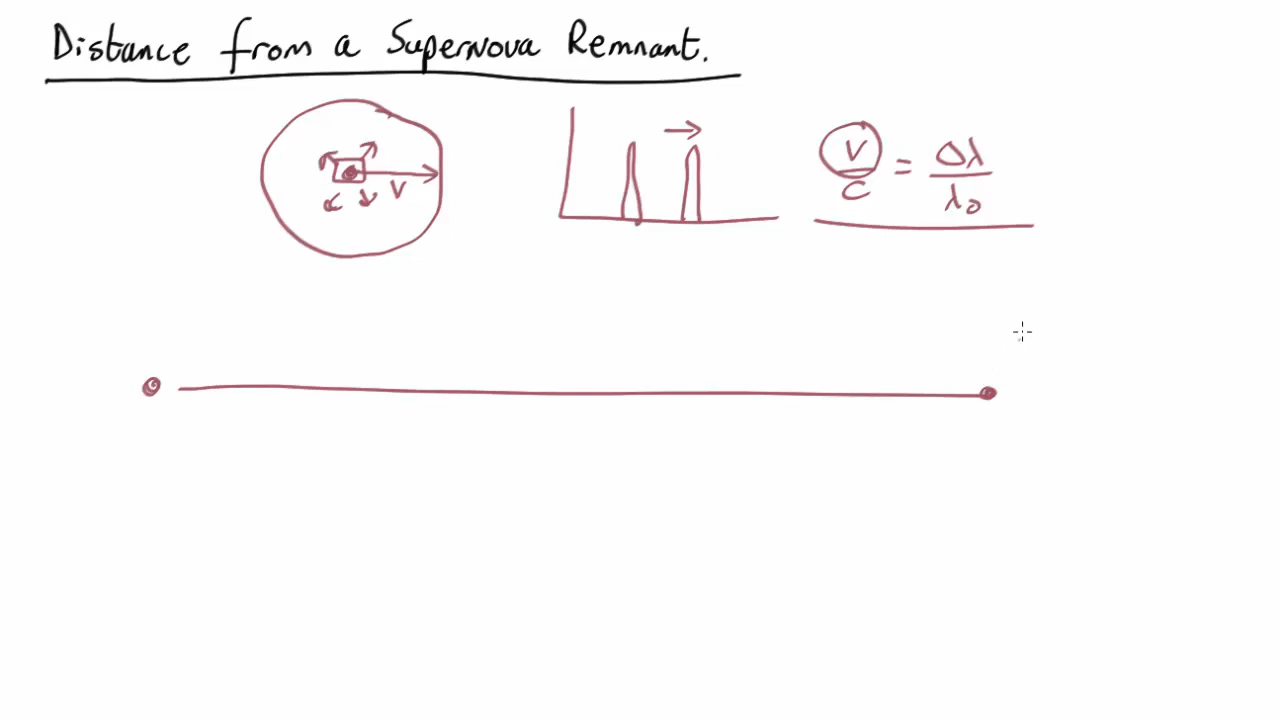 Distance from a Supernova Remnant.
V
V/C = Δλ/λ₀